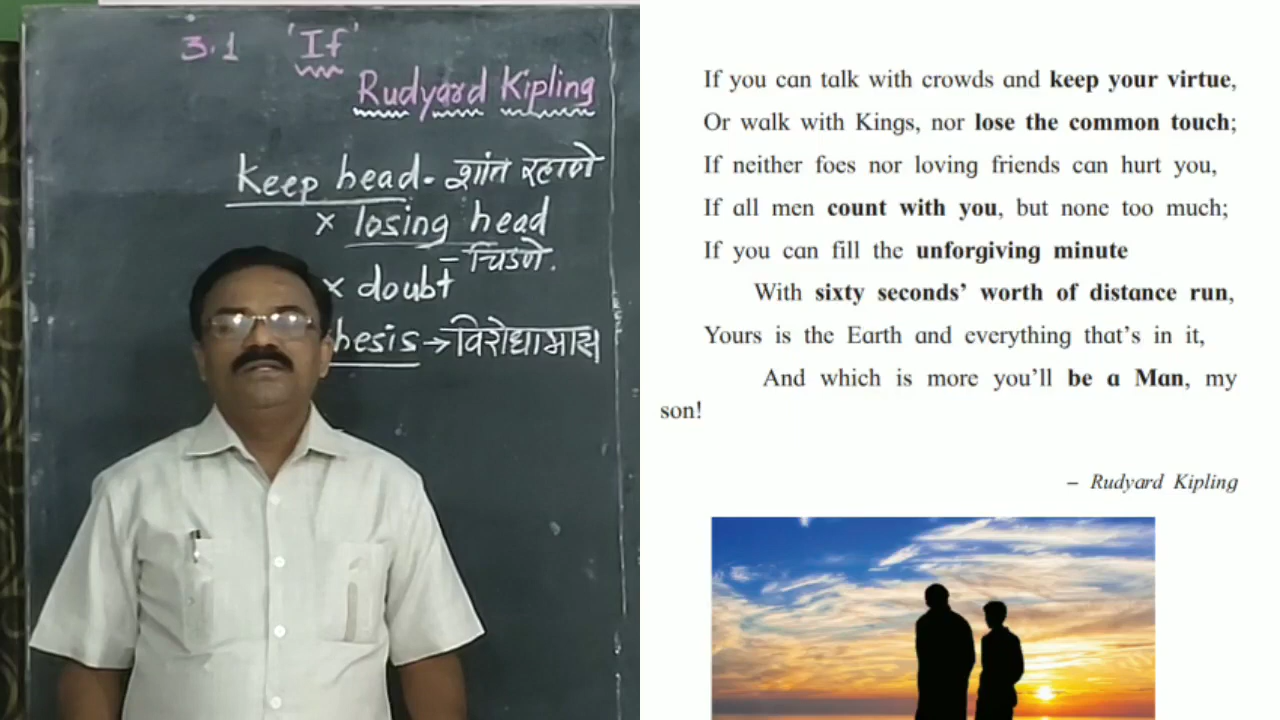 3.1 'If'
Rudyard Kipling
Keep head - शांत रहाणे
× losing head
- चिडणे.
× doubt
hesis → विरोधाभास
If you can talk with crowds and keep your virtue,
Or walk with Kings, nor lose the common touch;
If neither foes nor loving friends can hurt you,
If all men count with you, but none too much;
If you can fill the unforgiving minute
With sixty seconds' worth of distance run,
Yours is the Earth and everything that's in it,
And which is more you'll be a Man, my
son!
– Rudyard Kipling